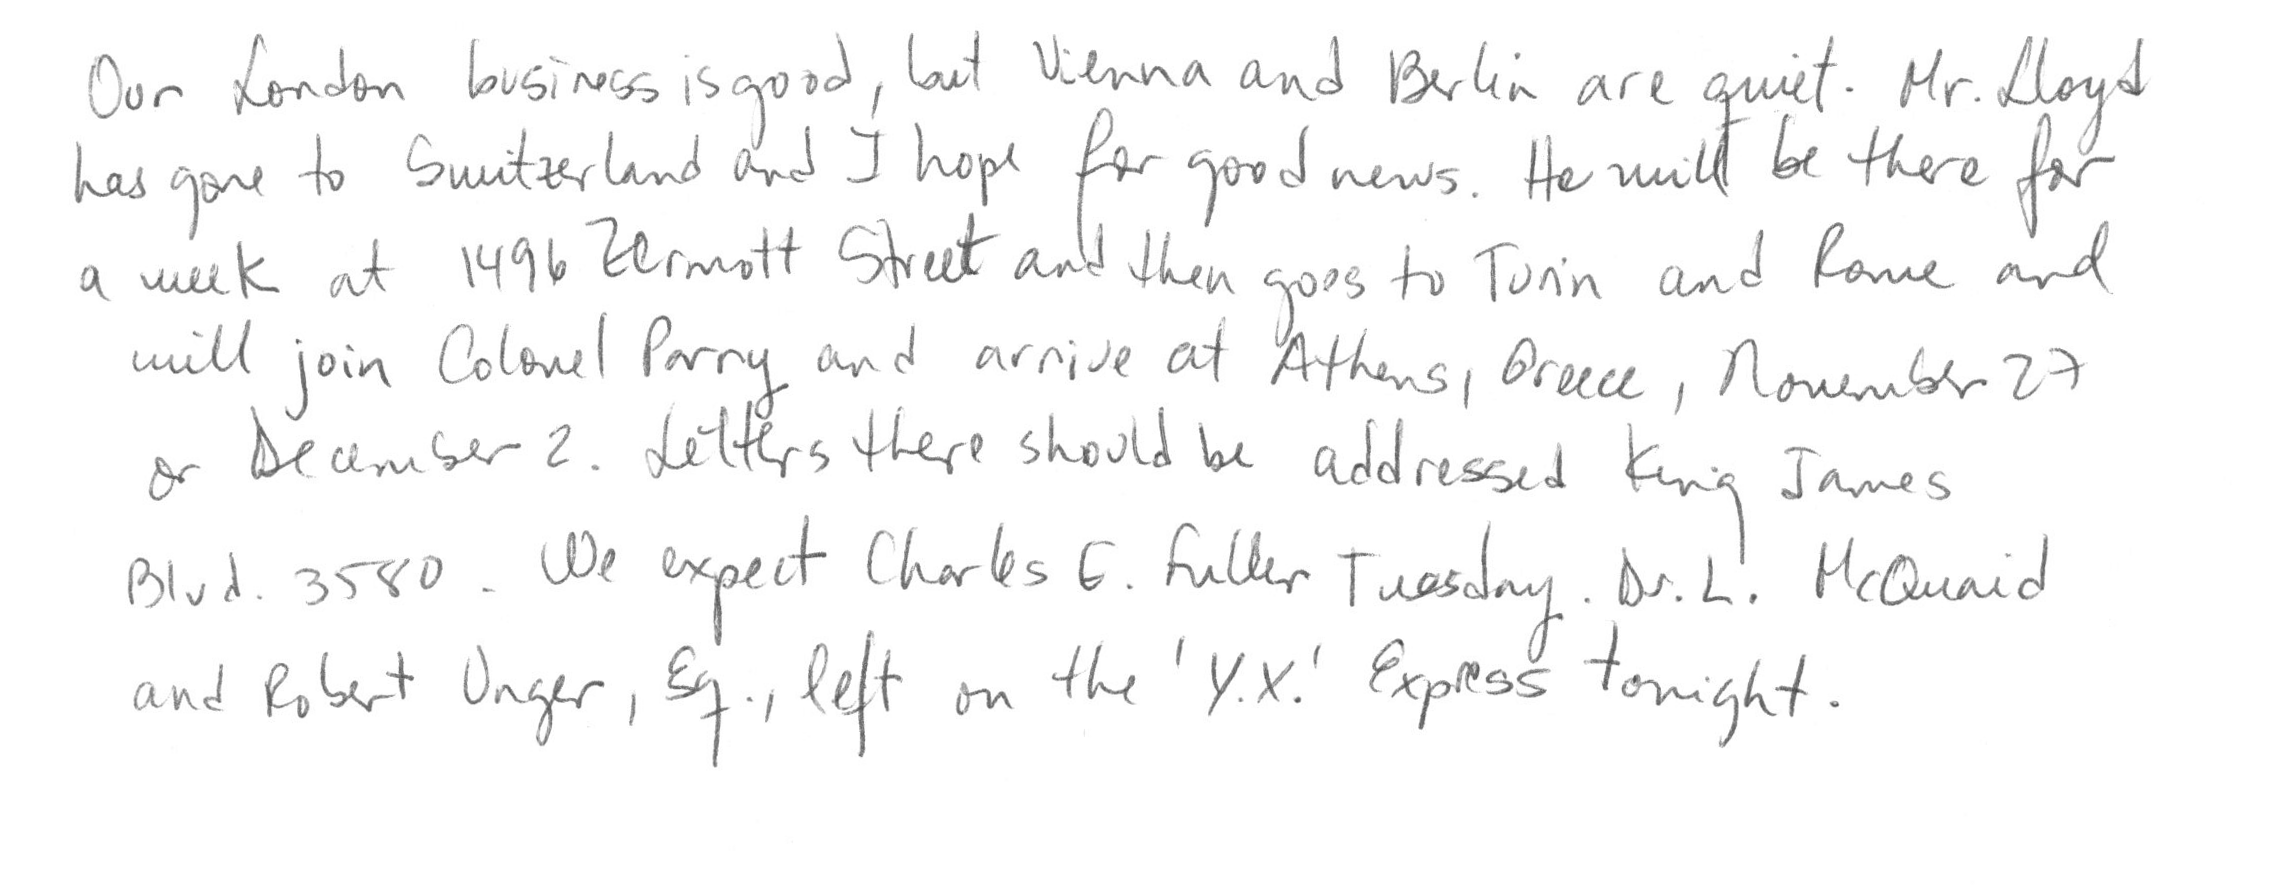 Our London business is good, but Vienna and Berlin are quiet. Mr. Lloyd
has gone to Switzerland and I hope for good news. He will be there for
a week at 1496 Zermott Street and then goes to Turin and Rome and
will join Colonel Parry and arrive at Athens, Greece, November 27
or December 2. Letters there should be addressed King James
Blvd. 3580. We expect Charles E. Fuller Tuesday. Dr. L. McQuaid
and Robert Unger, Esq., left on the 'Y.X.' Express tonight.